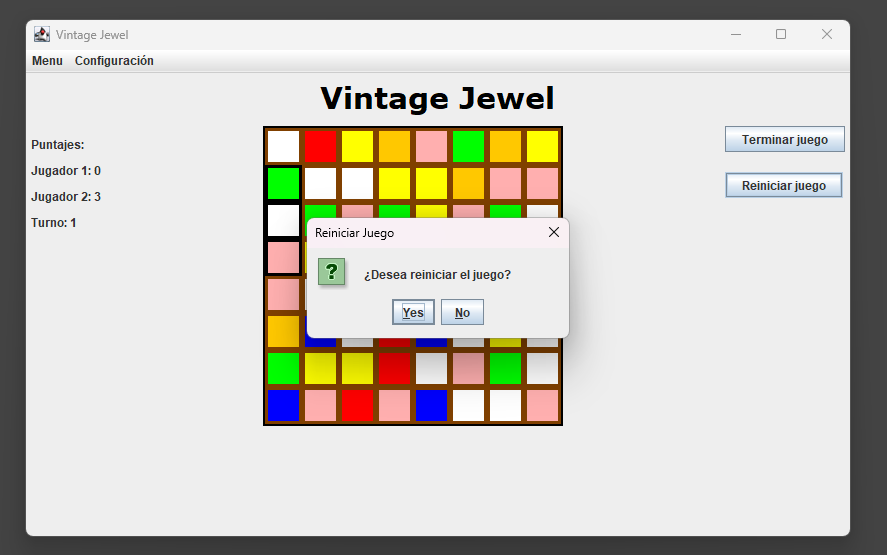 Vintage Jewel
Menu Configuración
Vintage Jewel
Puntajes:
Jugador 1: 0
Jugador 2: 3
Turno: 1
Terminar juego
Reiniciar juego
Reiniciar Juego
?
¿Desea reiniciar el juego?
Yes No